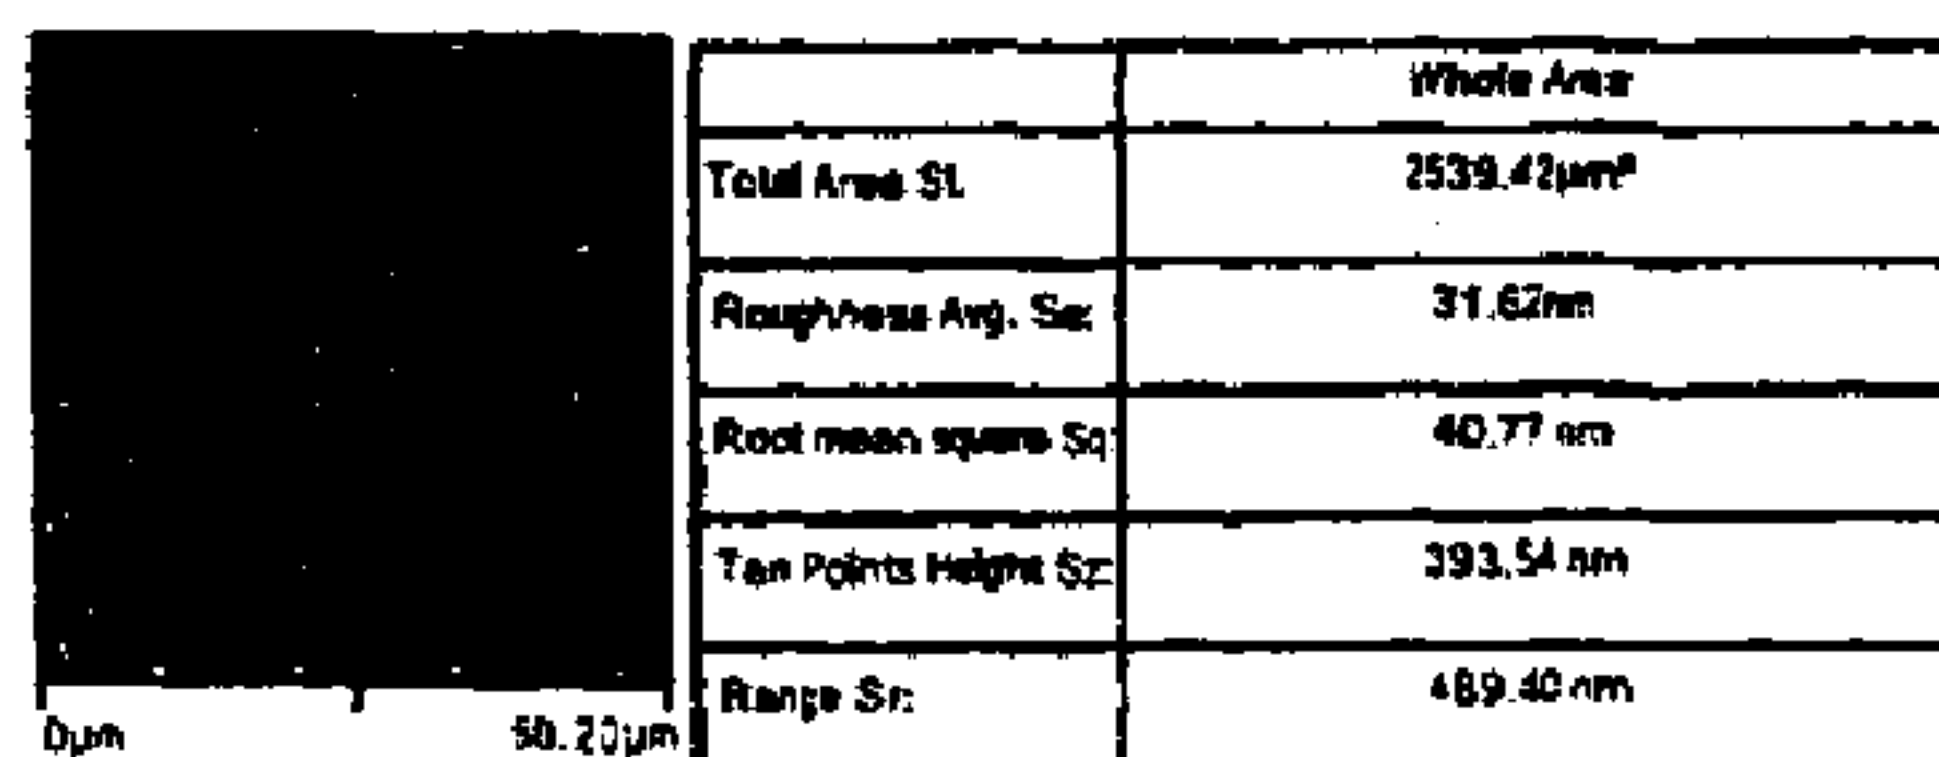 Whole Area
Total Area St. 2539.42µm²
Roughness Avg. Sa: 31.62nm
Root mean square Sq: 40.77 nm
Ten Points Height Sz: 393.54 nm
Range Sr: 489.40 nm
0µm 50.20µm